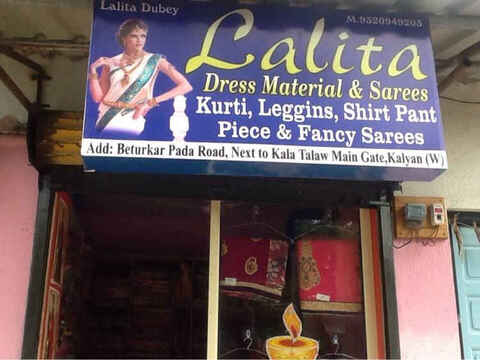 Lalita Dubey
M.9320949205
Lalita
Dress Material & Sarees
Kurti, Leggins, Shirt Pant
Piece & Fancy Sarees
Add: Beturkar Pada Road, Next to Kala Talaw Main Gate,Kalyan (W)